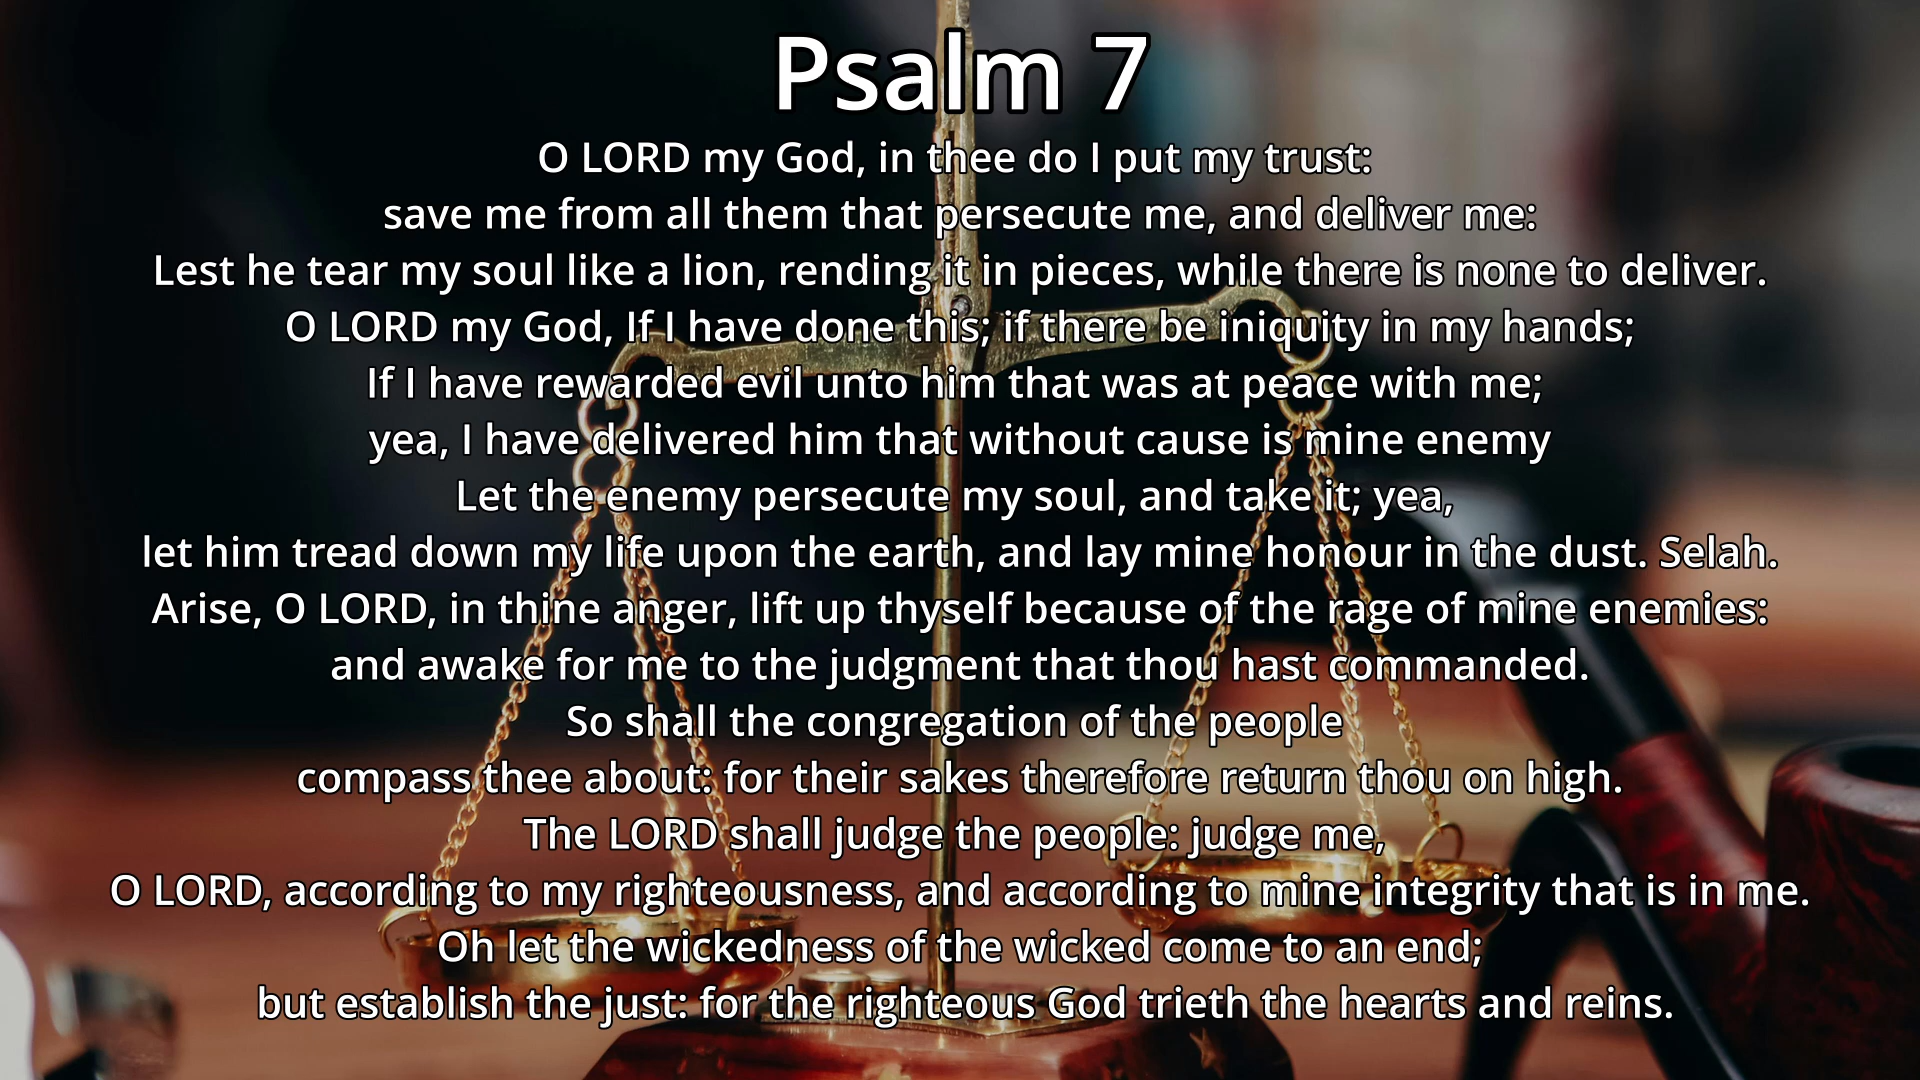 Psalm 7
O LORD my God, in thee do I put my trust:
save me from all them that persecute me, and deliver me:
Lest he tear my soul like a lion, rending it in pieces, while there is none to deliver.
O LORD my God, If I have done this; if there be iniquity in my hands;
If I have rewarded evil unto him that was at peace with me;
yea, I have delivered him that without cause is mine enemy
Let the enemy persecute my soul, and take it; yea,
let him tread down my life upon the earth, and lay mine honour in the dust. Selah.
Arise, O LORD, in thine anger, lift up thyself because of the rage of mine enemies:
and awake for me to the judgment that thou hast commanded.
So shall the congregation of the people
compass thee about: for their sakes therefore return thou on high.
The LORD shall judge the people: judge me,
O LORD, according to my righteousness, and according to mine integrity that is in me.
Oh let the wickedness of the wicked come to an end;
but establish the just: for the righteous God trieth the hearts and reins.